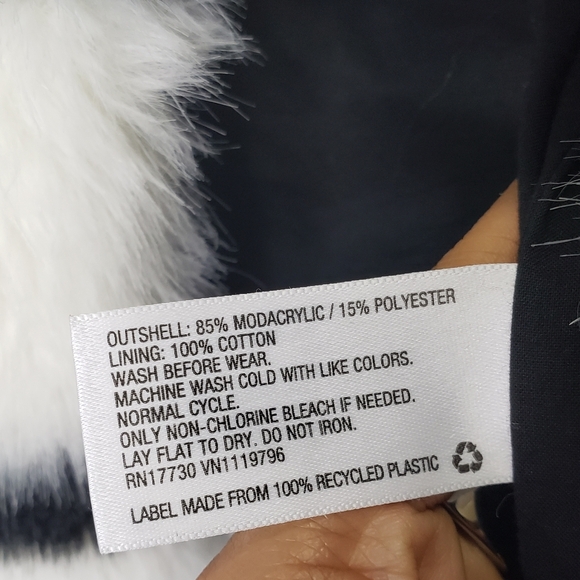 OUTSHELL: 85% MODACRYLIC / 15% POLYESTER
LINING: 100% COTTON
WASH BEFORE WEAR.
MACHINE WASH COLD WITH LIKE COLORS.
NORMAL CYCLE.
ONLY NON-CHLORINE BLEACH IF NEEDED.
LAY FLAT TO DRY. DO NOT IRON.
RN17730 VN1119796
LABEL MADE FROM 100% RECYCLED PLASTIC